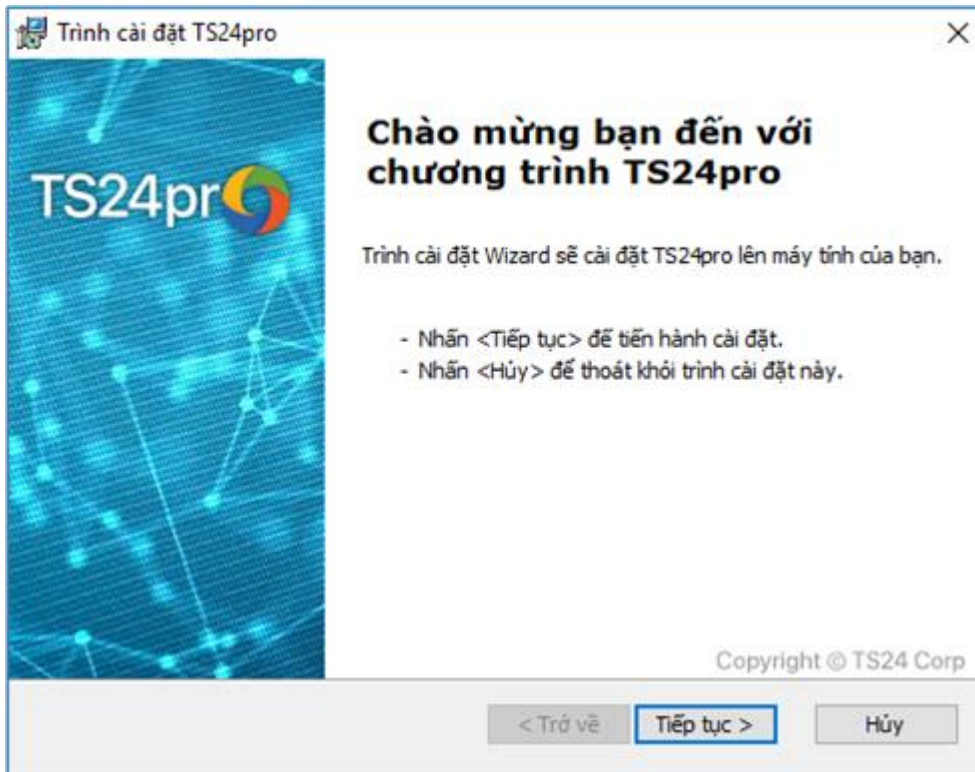 Trình cài đặt TS24pro
TS24pro
Chào mừng bạn đến với
chương trình TS24pro
Trình cài đặt Wizard sẽ cài đặt TS24pro lên máy tính của bạn.
- Nhấn <Tiếp tục> để tiến hành cài đặt.
- Nhấn <Hủy> để thoát khỏi trình cài đặt này.
Copyright © TS24 Corp
< Trở về
Tiếp tục >
Hủy